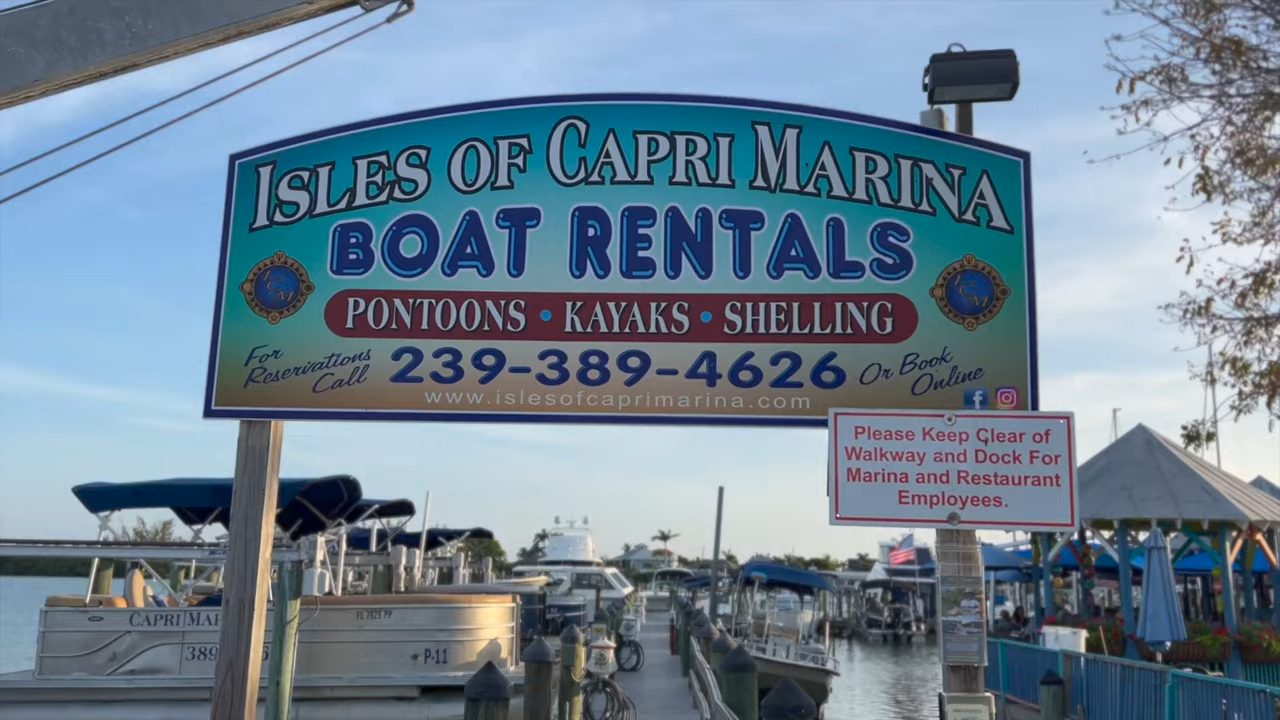 ISLES OF CAPRI MARINA
BOAT RENTALS
PONTOONS • KAYAKS • SHELLING
For
Reservations
Call
239-389-4626
Or Book
Online
www.islesofcaprimarina.com
Please Keep Clear of
Walkway and Dock For
Marina and Restaurant
Employees.
CAPRI MAR
FL 7825 PP
389
P-11